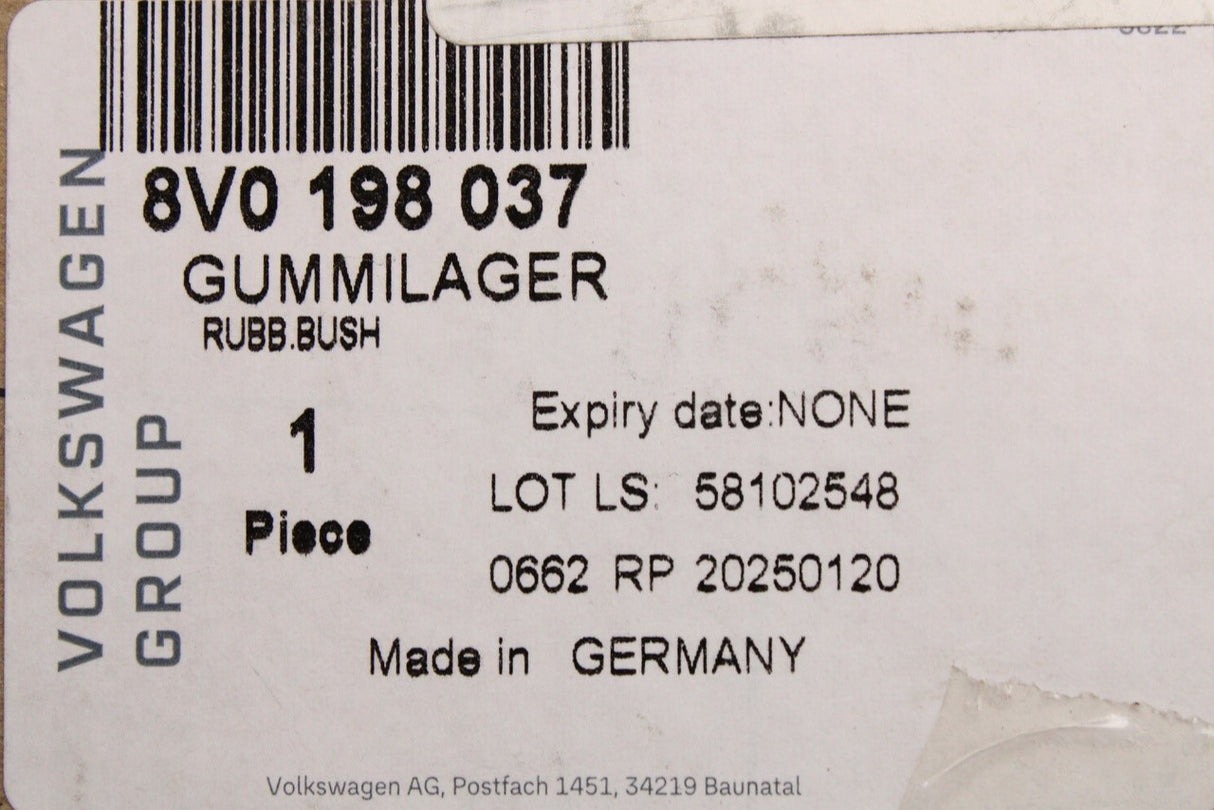 8V0 198 037
GUMMILAGER
RUBB.BUSH
1
Piece
Expiry date:NONE
LOT LS: 58102548
0662 RP 20250120
Made in GERMANY
VOLKSWAGEN
GROUP
Volkswagen AG, Postfach 1451, 34219 Baunatal